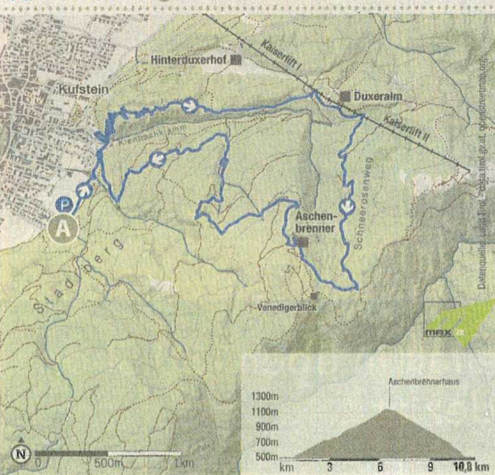 Kaiserlift I
Hinterduxerhof
Kufstein
Duxeralm
Kaiserlift II
Kienbachklamm
P
A
Schneerosenweg
Aschen-
brenner
Stadtberg
Venedigerblick
max
Aschenbrennerhaus
1300m
1100m
900m
700m
500m
km 3 6 9 10,8 km
N
0 500m 1km